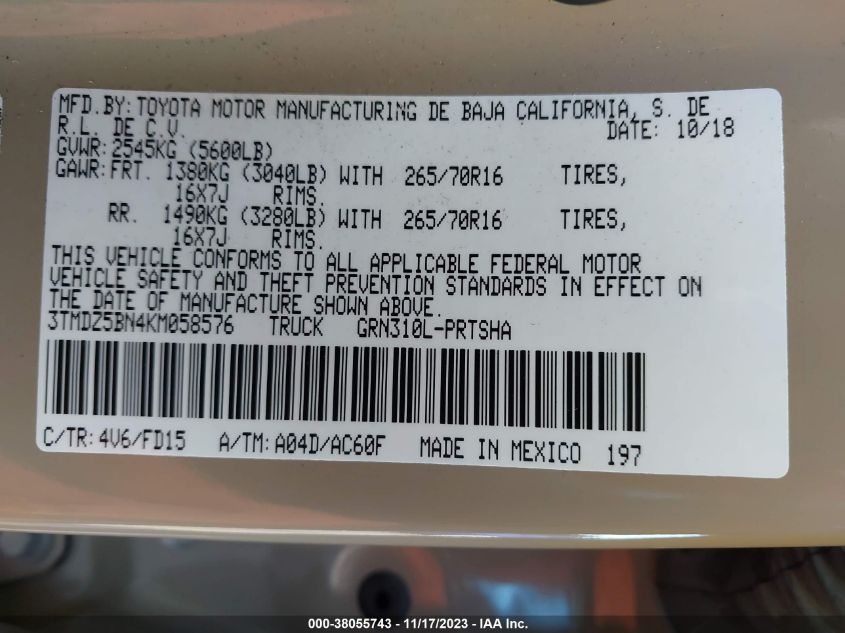 MFD.BY: TOYOTA MOTOR MANUFACTURING DE BAJA CALIFORNIA, S. DE
R.L. DE C.V. DATE: 10/18
GVWR: 2545KG (5600LB)
GAWR: FRT. 1380KG (3040LB) WITH 265/70R16 TIRES,
16X7J RIMS.
RR. 1490KG (3280LB) WITH 265/70R16 TIRES,
16X7J RIMS.
THIS VEHICLE CONFORMS TO ALL APPLICABLE FEDERAL MOTOR
VEHICLE SAFETY AND THEFT PREVENTION STANDARDS IN EFFECT ON
THE DATE OF MANUFACTURE SHOWN ABOVE.
3TMDZ5BN4KM058576 TRUCK GRN310L-PRTSHA
C/TR: 4V6/FD15 A/TM: A04D/AC60F MADE IN MEXICO 197
000-38055743 - 11/17/2023 - IAA Inc.